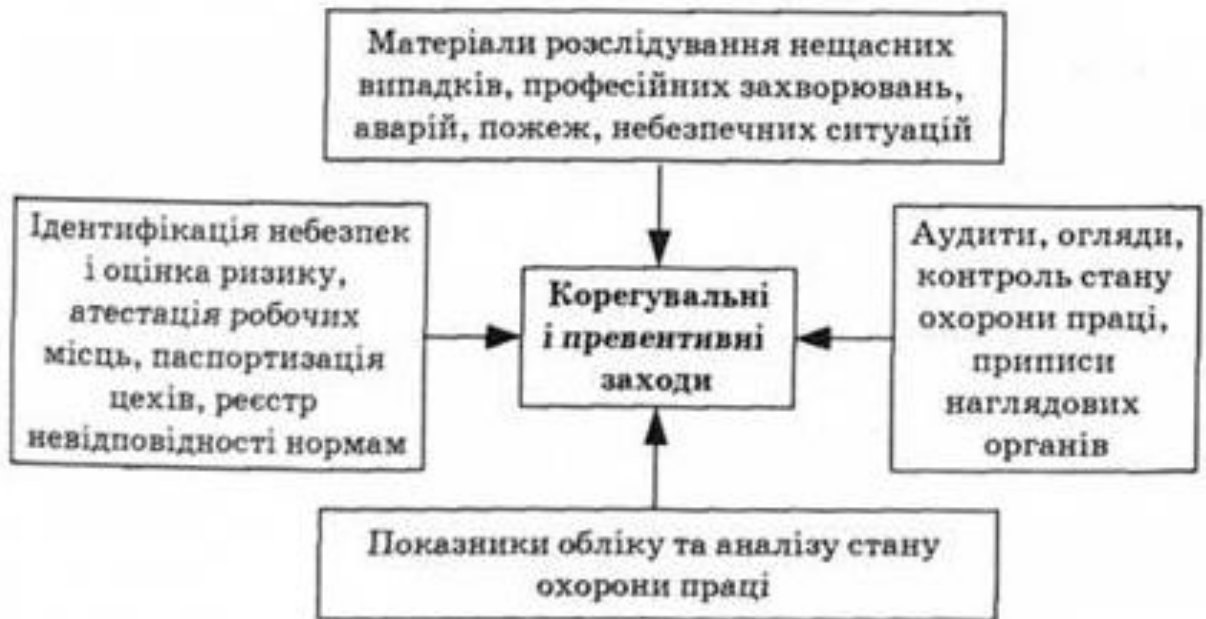 Матеріали розслідування нещасних
випадків, професійних захворювань,
аварій, пожеж, небезпечних ситуацій
Ідентифікація небезпек
і оцінка ризику,
атестація робочих
місць, паспортизація
цехів, реєстр
невідповідності нормам
Корегувальні
і превентивні
заходи
Аудити, огляди,
контроль стану
охорони праці,
приписи
наглядових
органів
Показники обліку та аналізу стану
охорони праці